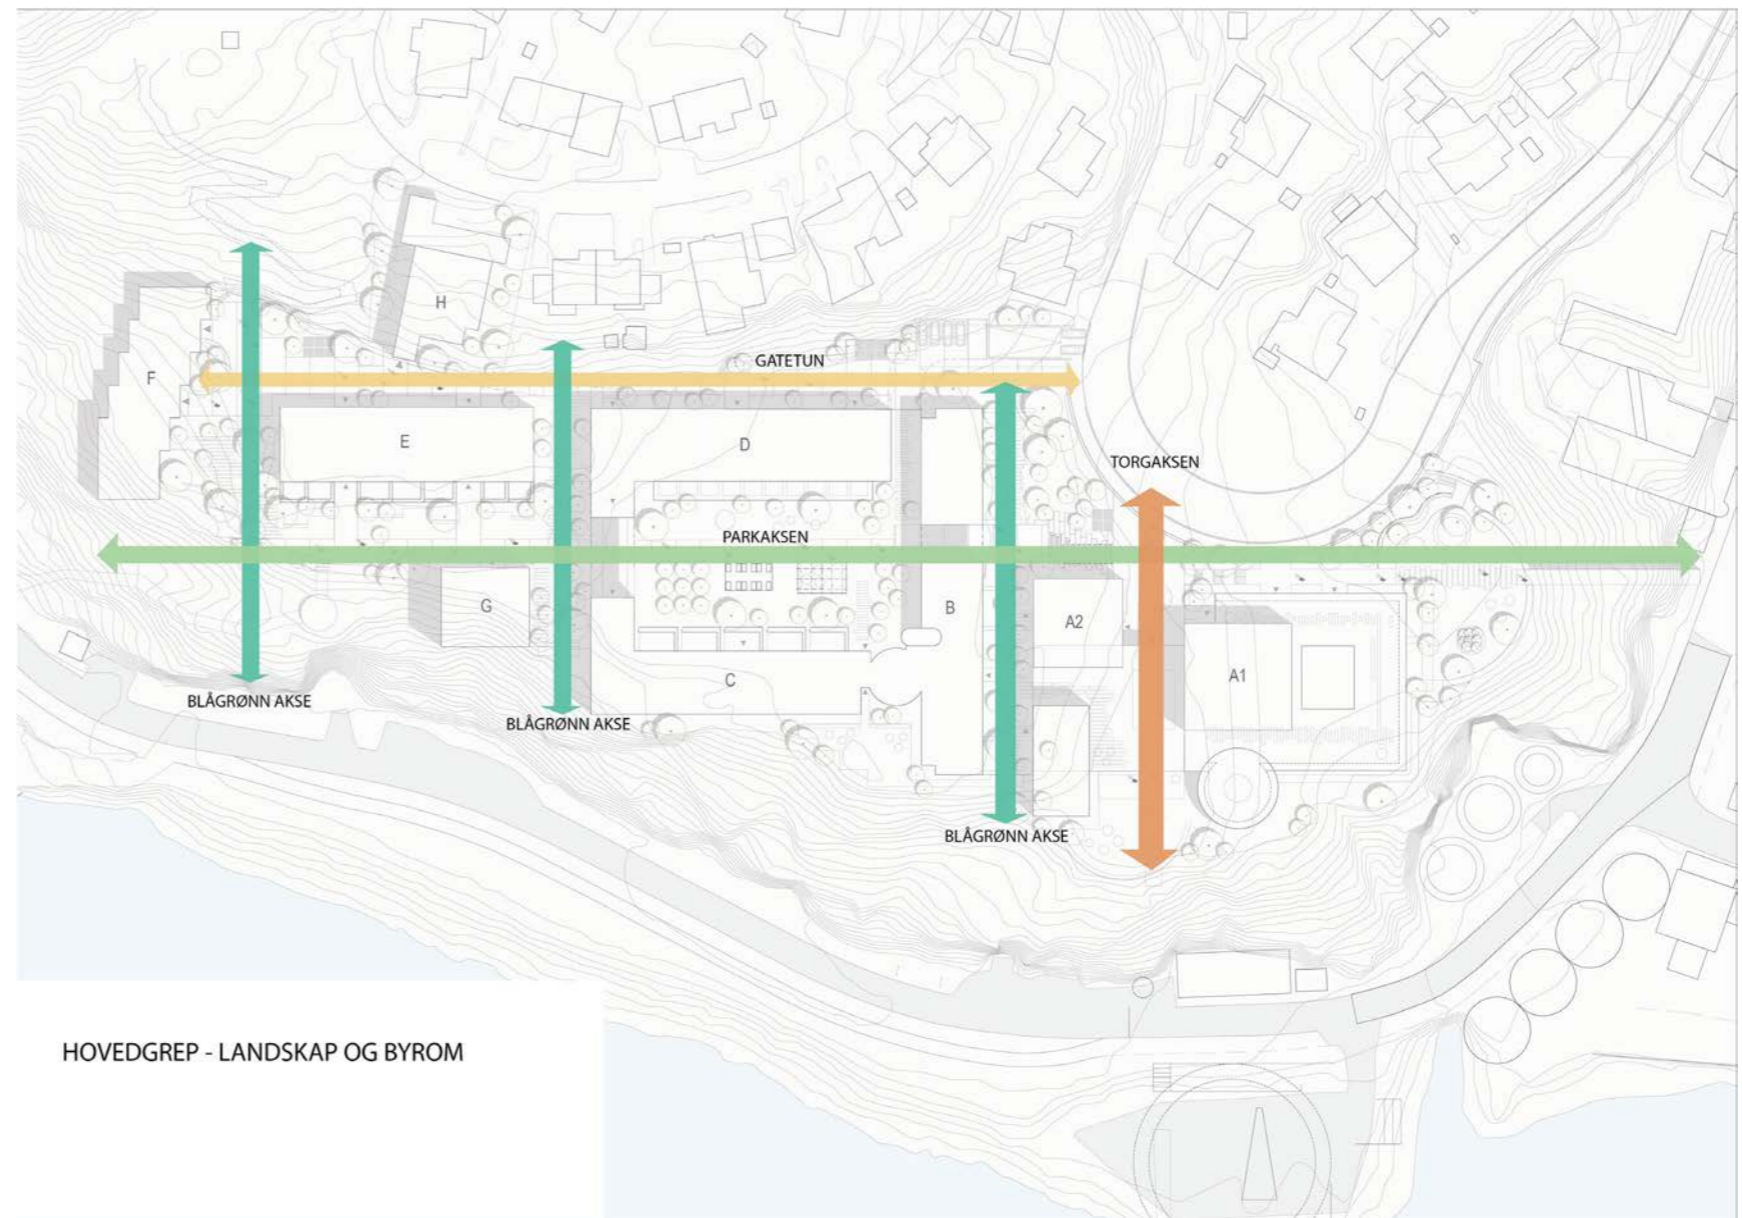 H
GATETUN
F
E
D
TORGAKSEN
PARKAKSEN
G
B
A2
A1
C
BLÅGRØNN AKSE
BLÅGRØNN AKSE
BLÅGRØNN AKSE
HOVEDGREP - LANDSKAP OG BYROM